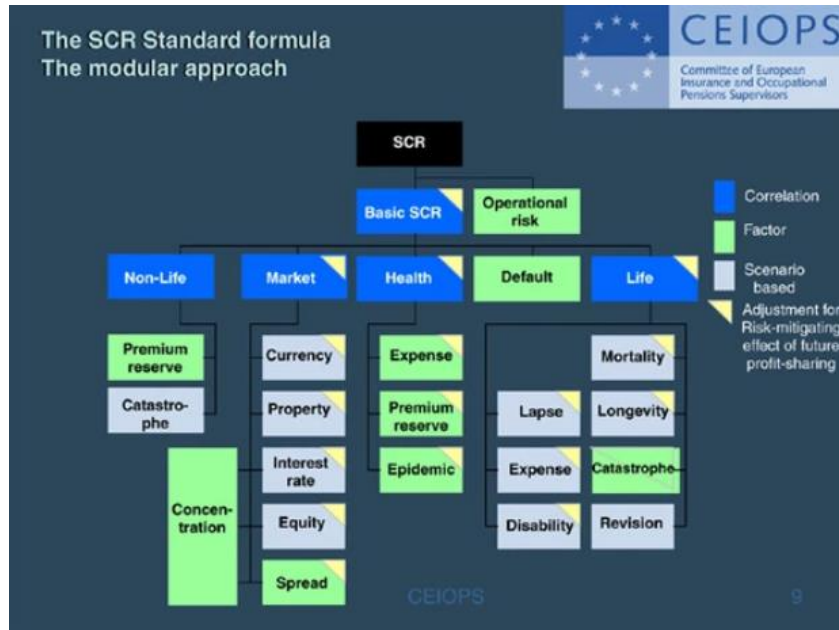 The SCR Standard formula
The modular approach
CEIOPS
Committee of European
Insurance and Occupational
Pensions Supervisors
SCR
Basic SCR
Operational
risk
Correlation
Factor
Scenario
based
Adjustment for
Risk-mitigating
effect of future
profit-sharing
Non-Life
Market
Health
Default
Life
Premium
reserve
Catastro-
phe
Concen-
tration
Currency
Property
Interest
rate
Equity
Spread
Expense
Premium
reserve
Epidemic
Lapse
Expense
Disability
Mortality
Longevity
Catastrophe
Revision
CEIOPS
9